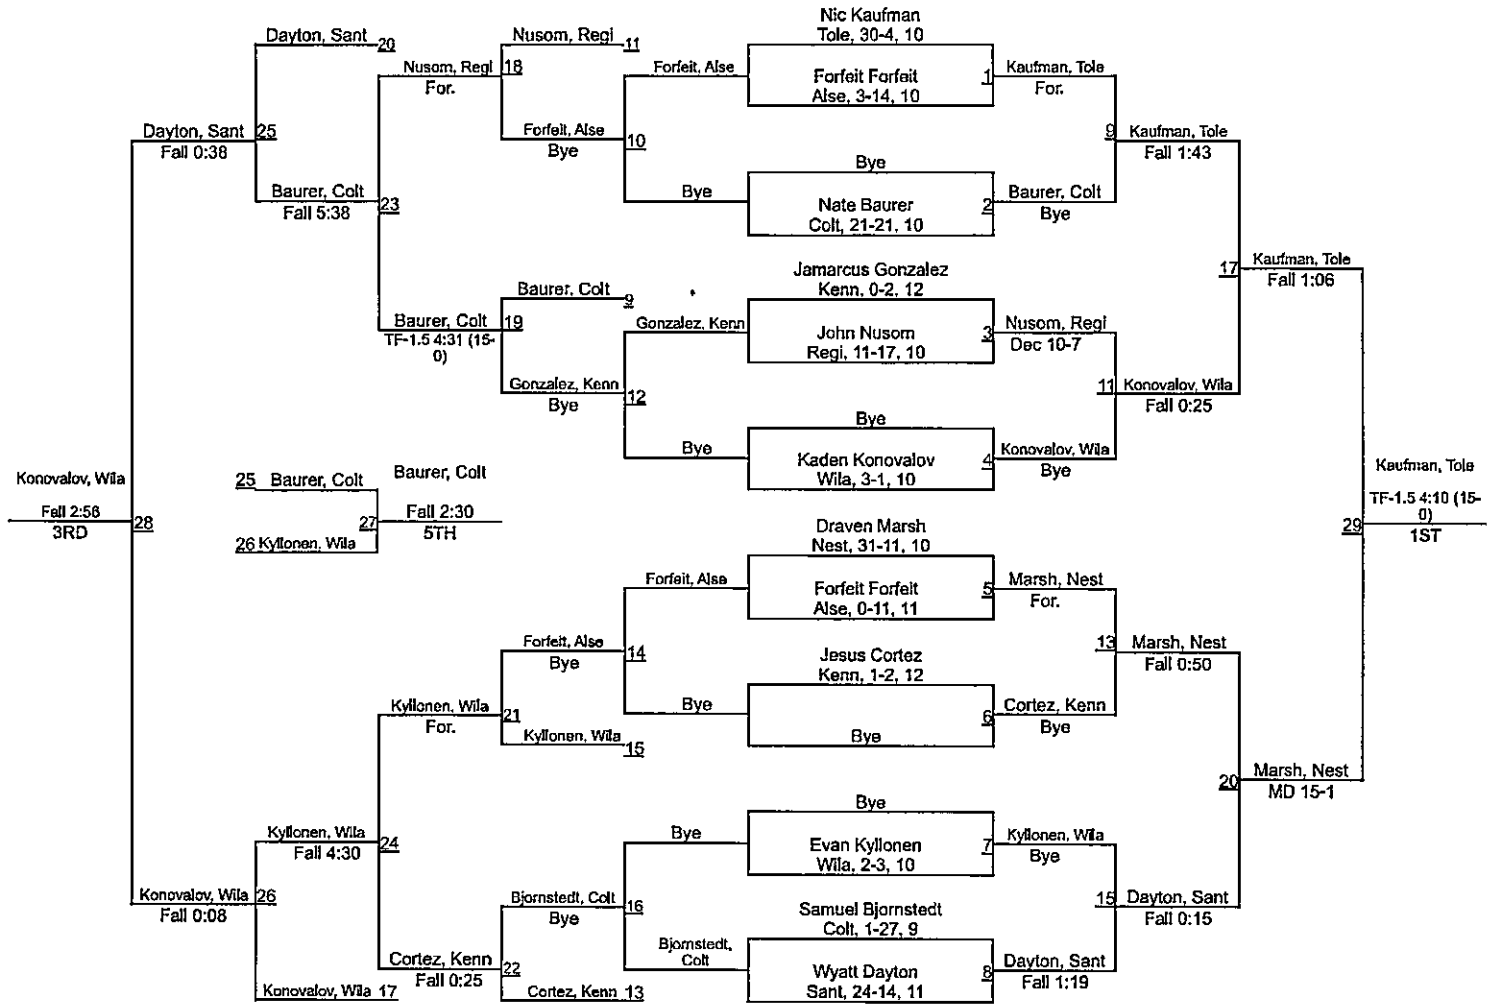 Nic Kaufman
Tole, 30-4, 10
Forfeit Forfeit
Alse, 3-14, 10
1
Bye
Nate Baurer
Colt, 21-21, 10
2
Jamarcus Gonzalez
Kenn, 0-2, 12
John Nusom
Regi, 11-17, 10
3
Bye
Kaden Konovalov
Wila, 3-1, 10
4
Draven Marsh
Nest, 31-11, 10
Forfeit Forfeit
Alse, 0-11, 11
5
Jesus Cortez
Kenn, 1-2, 12
Bye
6
Bye
Evan Kyllonen
Wila, 2-3, 10
7
Samuel Bjornstedt
Colt, 1-27, 9
Wyatt Dayton
Sant, 24-14, 11
8
Kaufman, Tole
For.
9
Baurer, Colt
Bye
Nusom, Regi
Dec 10-7
11
Konovalov, Wila
Bye
Marsh, Nest
For.
13
Cortez, Kenn
Bye
Kyllonen, Wila
Bye
15
Dayton, Sant
Fall 1:19
Kaufman, Tole
Fall 1:43
17
Konovalov, Wila
Fall 0:25
Marsh, Nest
Fall 0:50
20
Dayton, Sant
Fall 0:15
Kaufman, Tole
Fall 1:06
29
Marsh, Nest
MD 15-1
Kaufman, Tole
TF-1.5 4:10 (15-
0)
1ST
Forfeit, Alse
10
Bye
Gonzalez, Kenn
12
Bye
Forfeit, Alse
14
Bye
Bye
16
Bjornstedt,
Colt
Nusom, Regi
11
18
Forfeit, Alse
Bye
Baurer, Colt
9
19
Gonzalez, Kenn
Bye
Forfeit, Alse
Bye
21
Kyllonen, Wila
15
Bjornstedt, Colt
Bye
22
Cortez, Kenn
13
Nusom, Regi
For.
23
Baurer, Colt
TF-1.5 4:31 (15-
0)
Kyllonen, Wila
For.
24
Cortez, Kenn
Fall 0:25
Dayton, Sant
20
25
Baurer, Colt
Fall 5:38
Kyllonen, Wila
Fall 4:30
26
Konovalov, Wila
17
Dayton, Sant
Fall 0:38
28
Konovalov, Wila
Fall 0:08
Konovalov, Wila
Fall 2:56
3RD
25
Baurer, Colt
27
26
Kyllonen, Wila
Baurer, Colt
Fall 2:30
5TH